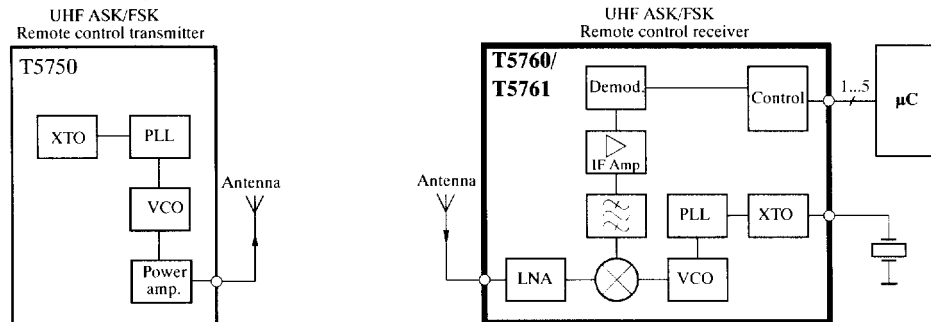 UHF ASK/FSK
Remote control transmitter
T5750
XTO
PLL
VCO
Power
amp.
Antenna
UHF ASK/FSK
Remote control receiver
T5760/
T5761
Demod.
Control
1...5
μC
IF Amp
Antenna
PLL
XTO
LNA
VCO